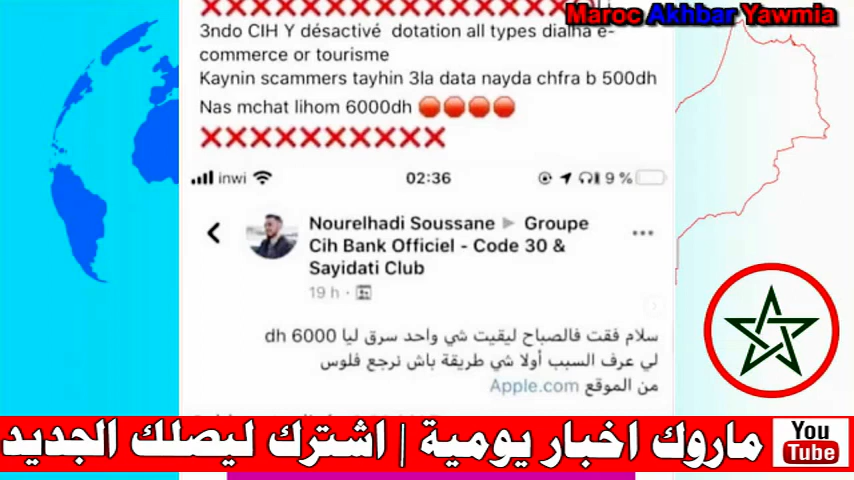 Maroc Akhbar Yawmia
3ndo CIH Y désactivé dotation all types dialha e-
commerce or tourisme
Kaynin scammers tayhin 3la data nayda chfra b 500dh
Nas mchat lihom 6000dh 🛑🛑🛑🛑
❌❌❌❌❌❌❌❌❌❌
inwi 02:36 9 %
Nourelhadi Soussane ▶ Groupe
Cih Bank Officiel - Code 30 &
Sayidati Club
19 h ·
سلام فقت فالصباح ليقيت شي واحد سرق ليا 6000 dh
لي عرف السبب أولا شي طريقة باش نرجع فلوس
من الموقع Apple.com
ماروك اخبار يومية | اشترك ليصلك الجديد
You
Tube